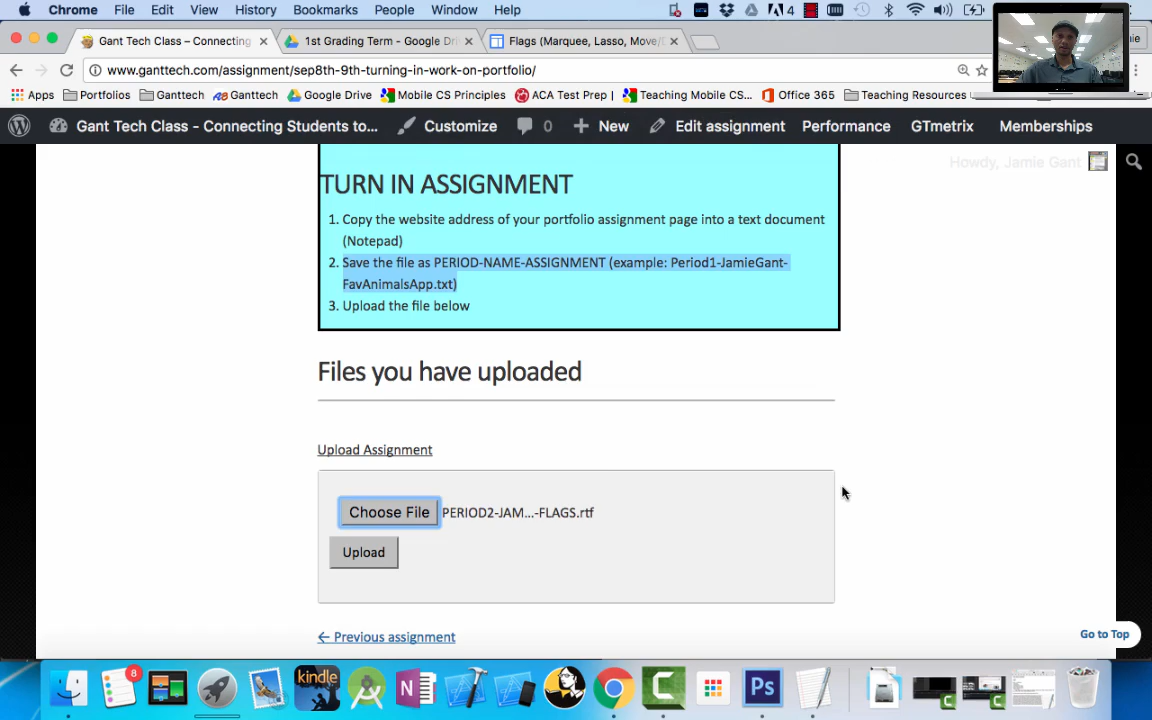 Chrome File Edit View History Bookmarks People Window Help 4
Gant Tech Class – Connecting 1st Grading Term - Google Dri Flags (Marquee, Lasso, Move/
www.ganttech.com/assignment/sep8th-9th-turning-in-work-on-portfolio/
Apps Portfolios Ganttech Ganttech Google Drive Mobile CS Principles ACA Test Prep | Teaching Mobile CS... Office 365 Teaching Resources
Gant Tech Class - Connecting Students to... Customize 0 New Edit assignment Performance GTmetrix Memberships
Howdy, Jamie Gant
TURN IN ASSIGNMENT
1. Copy the website address of your portfolio assignment page into a text document
(Notepad)
2. Save the file as PERIOD-NAME-ASSIGNMENT (example: Period1-JamieGant-
FavAnimalsApp.txt)
3. Upload the file below
Files you have uploaded
Upload Assignment
Choose File PERIOD2-JAM...-FLAGS.rtf
Upload
← Previous assignment
Go to Top
8
kindle
N
C
Ps